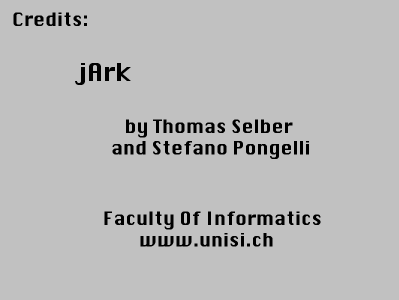 Credits:
jArk
by Thomas Selber
and Stefano Pongelli
Faculty Of Informatics
www.unisi.ch